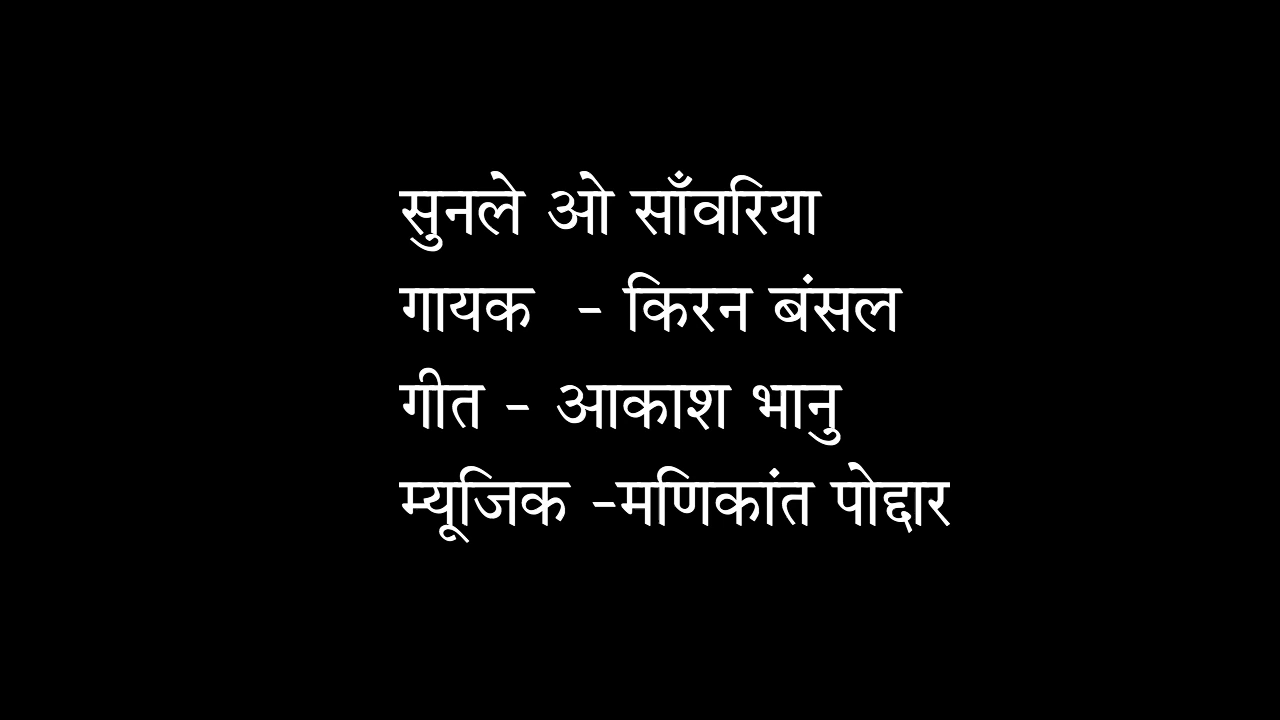 सुनले ओ साँवरिया
गायक - किरन बंसल
गीत - आकाश भानु
म्यूजिक -मणिकांत पोद्दार